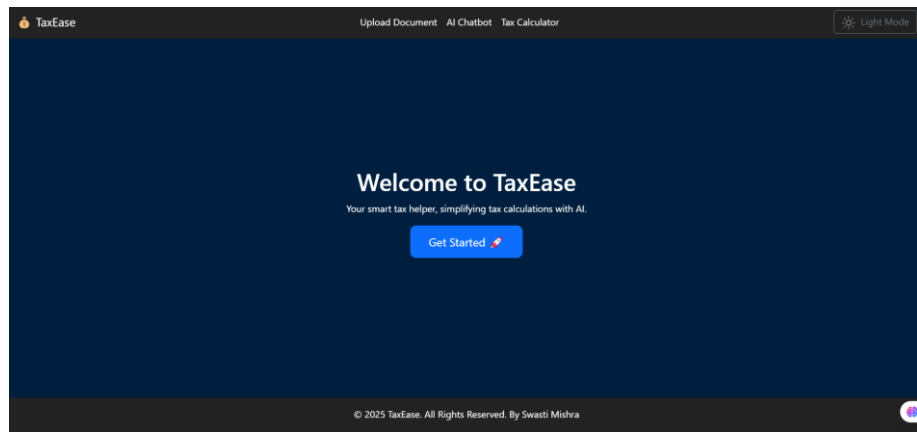 TaxEase
Upload Document AI Chatbot Tax Calculator
Light Mode
Welcome to TaxEase
Your smart tax helper, simplifying tax calculations with AI.
Get Started
© 2025 TaxEase. All Rights Reserved. By Swasti Mishra